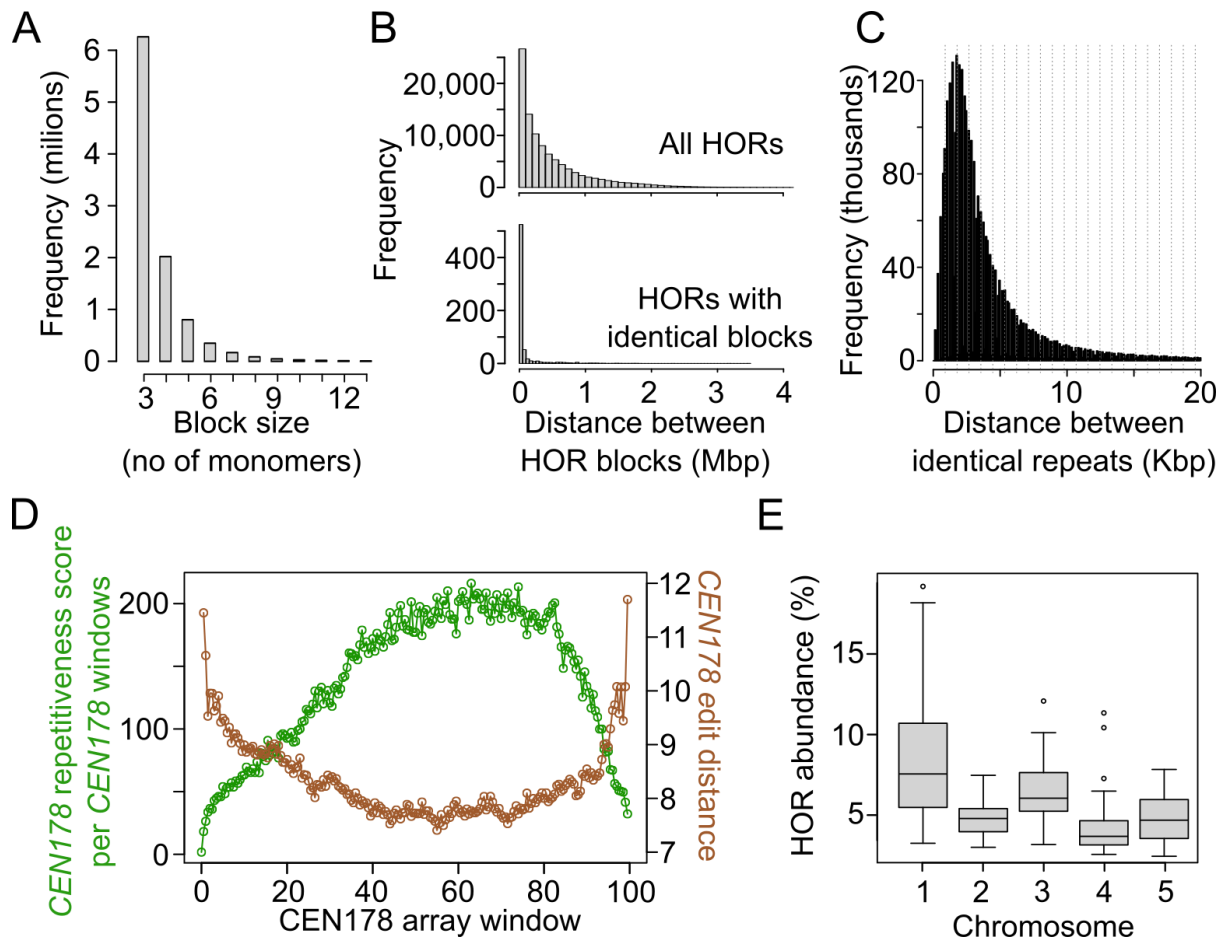 A
Frequency (milions)
6
5
4
3
2
1
0
3
6
9
12
Block size
(no of monomers)
B
Frequency
20,000
10,000
0
All HORs
400
200
0
HORs with
identical blocks
0
1
2
3
4
Distance between
HOR blocks (Mbp)
C
Frequency (thousands)
120
80
40
0
0
10
20
Distance between
identical repeats (Kbp)
D
CEN178 repetitiveness score
per CEN178 windows
200
100
0
12
11
10
9
8
7
CEN178 edit distance
0
20
40
60
80
100
CEN178 array window
E
HOR abundance (%)
15
10
5
1
2
3
4
5
Chromosome